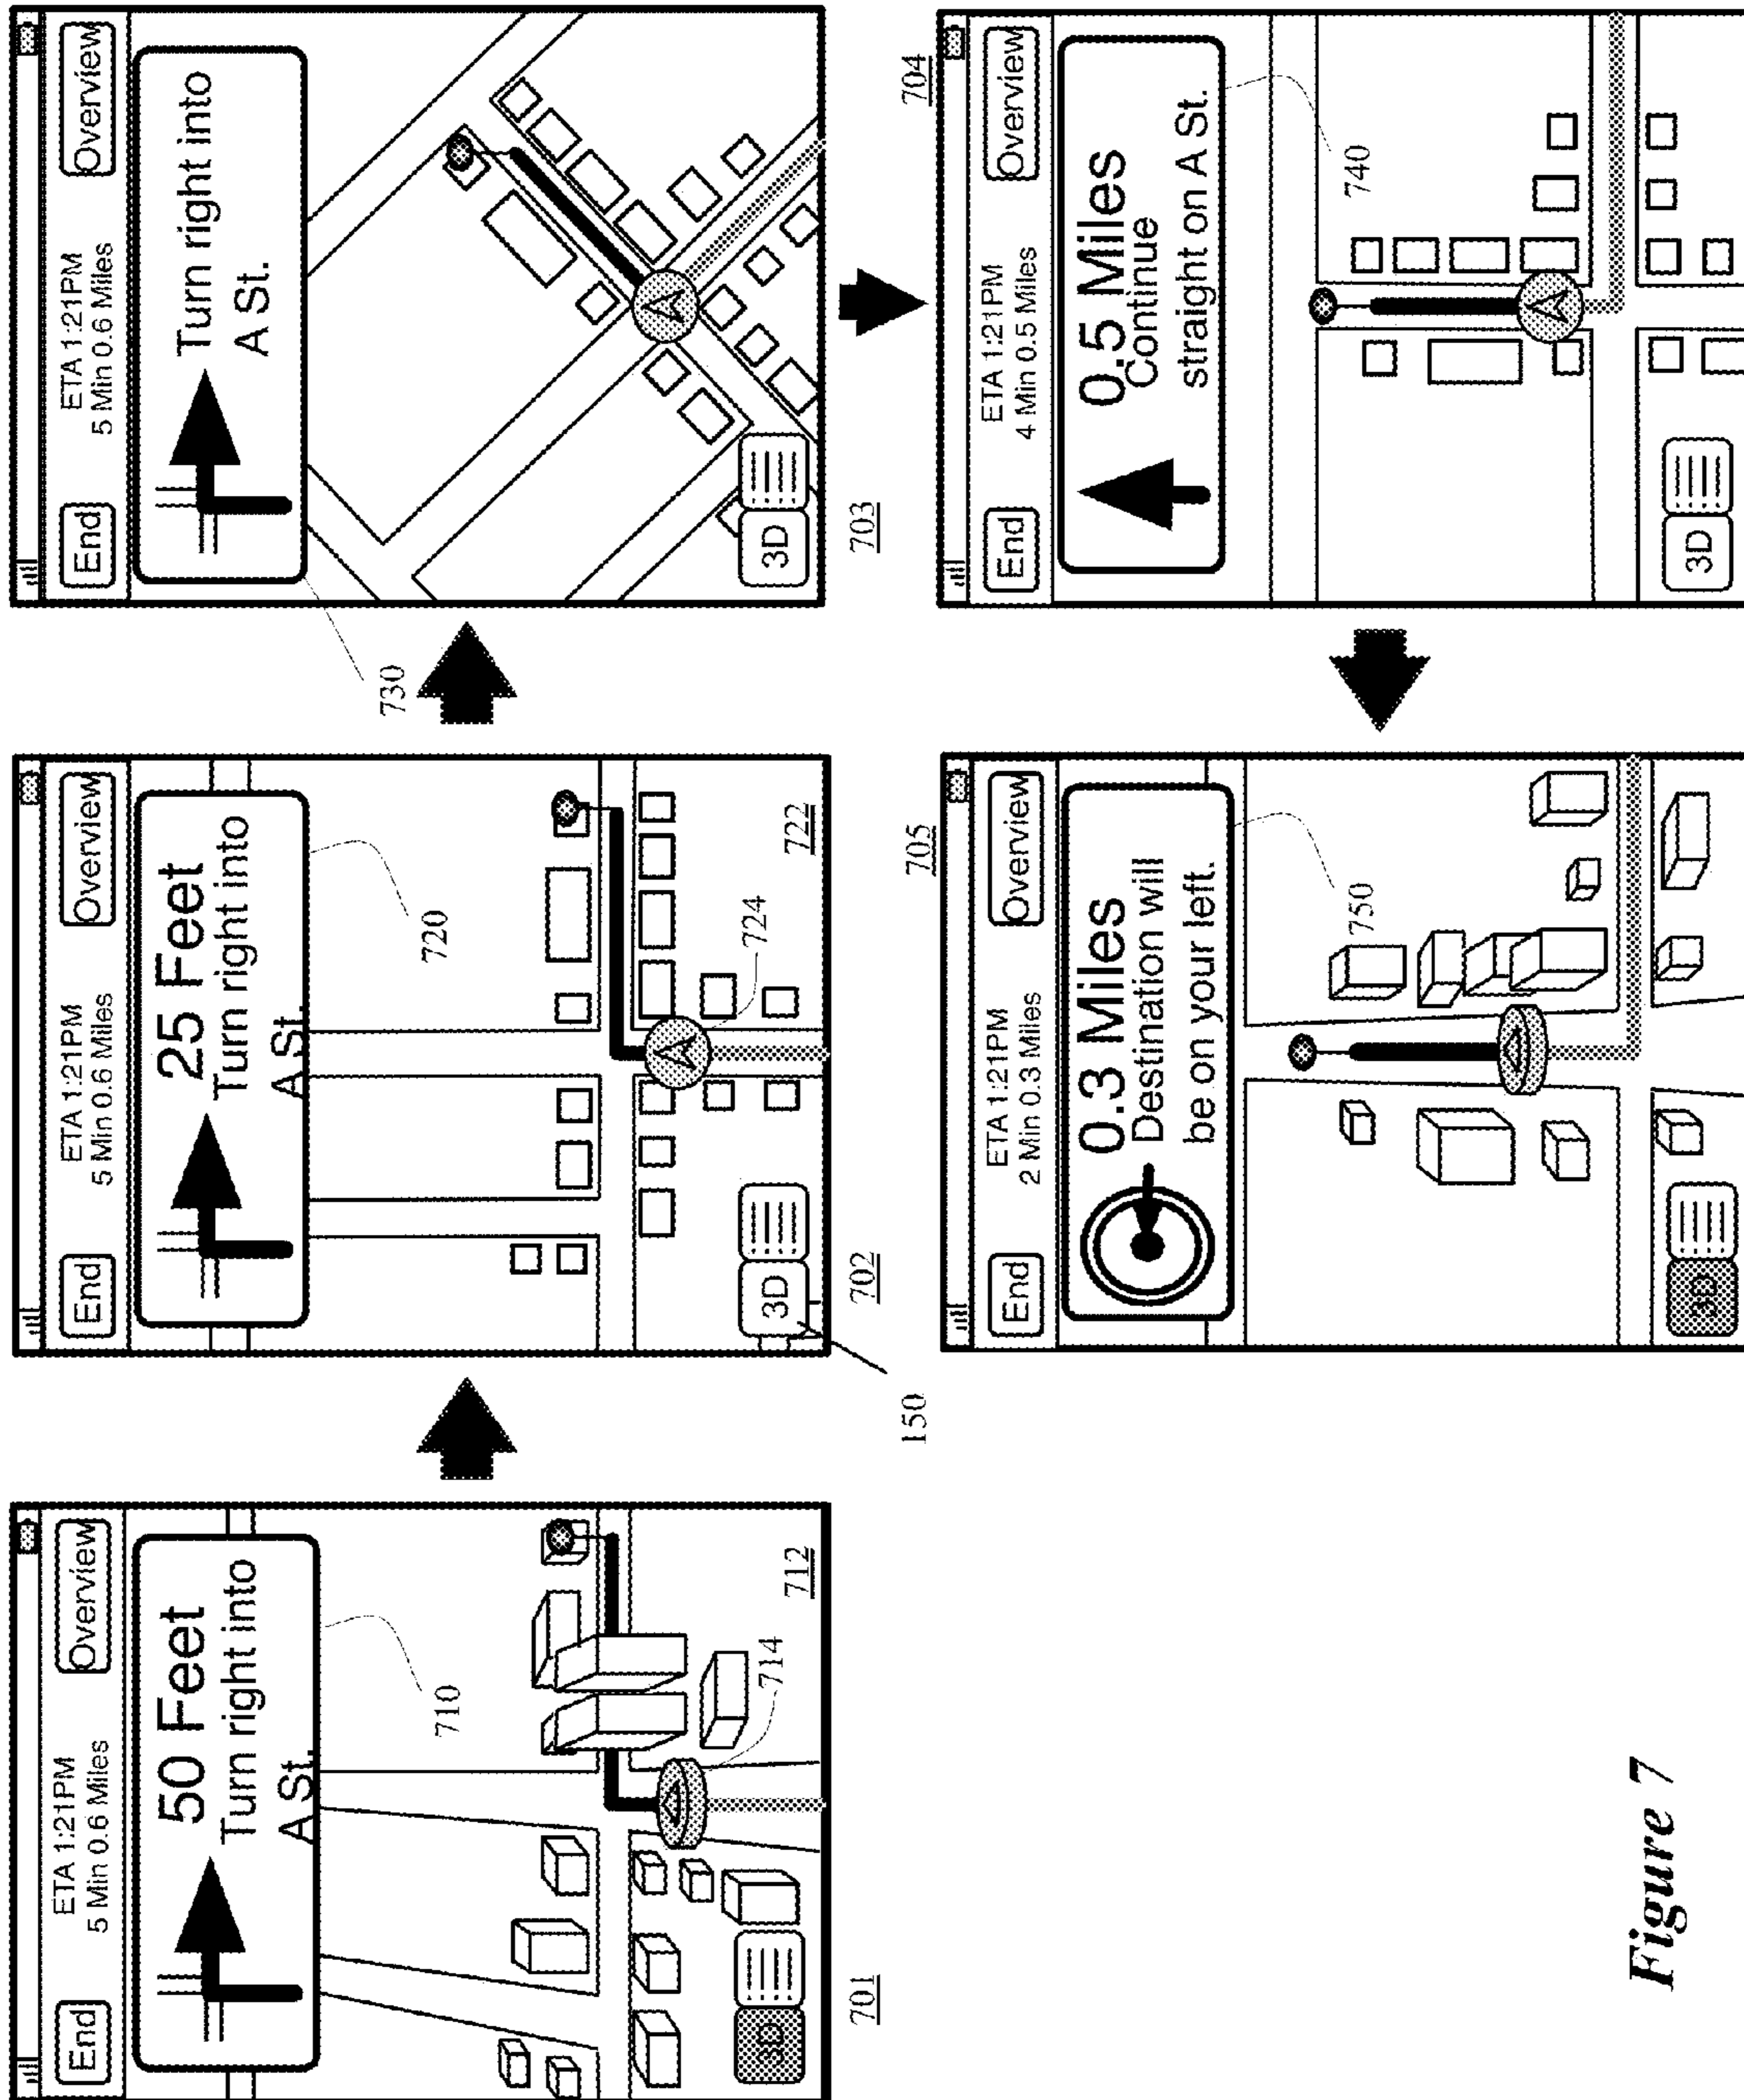 End
ETA 1:21PM
5 Min 0.6 Miles
Overview
50 Feet
Turn right into
A St.
710
712
714
3D
701
End
ETA 1:21PM
5 Min 0.6 Miles
Overview
25 Feet
Turn right into
A St.
720
722
724
3D
702
150
End
ETA 1:21PM
5 Min 0.6 Miles
Overview
Turn right into
A St.
730
3D
703
704
End
ETA 1:21PM
4 Min 0.5 Miles
Overview
0.5 Miles
Continue
straight on A St.
740
3D
705
End
ETA 1:21PM
2 Min 0.3 Miles
Overview
0.3 Miles
Destination will
be on your left.
750
3D
Figure 7